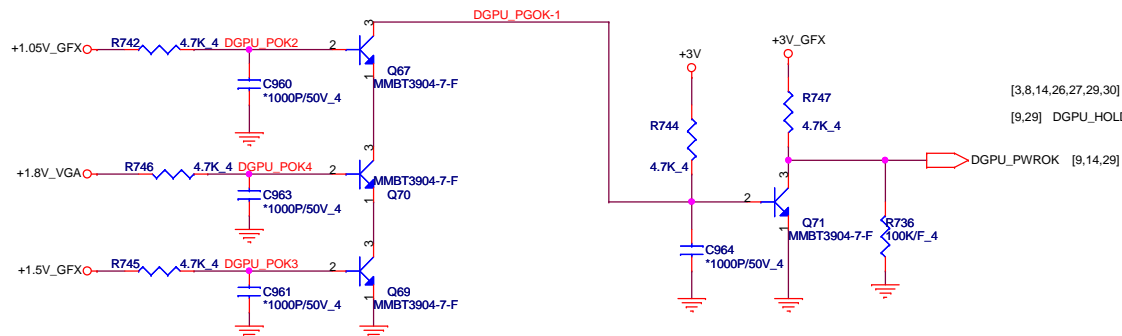 3
DGPU_PGOK-1
+1.05V_GFX
R742
4.7K_4
DGPU_POK2
2
Q67
MMBT3904-7-F
1
C960
*1000P/50V_4
+3V
+3V_GFX
R744
4.7K_4
R747
4.7K_4
[3,8,14,26,27,29,30]
[9,29] DGPU_HOLD
3
+1.8V_VGA
R746
4.7K_4
DGPU_POK4
2
MMBT3904-7-F
Q70
1
C963
*1000P/50V_4
3
DGPU_PWROK [9,14,29]
2
Q71
MMBT3904-7-F
1
R736
100K/F_4
C964
*1000P/50V_4
3
+1.5V_GFX
R745
4.7K_4
DGPU_POK3
2
Q69
MMBT3904-7-F
1
C961
*1000P/50V_4